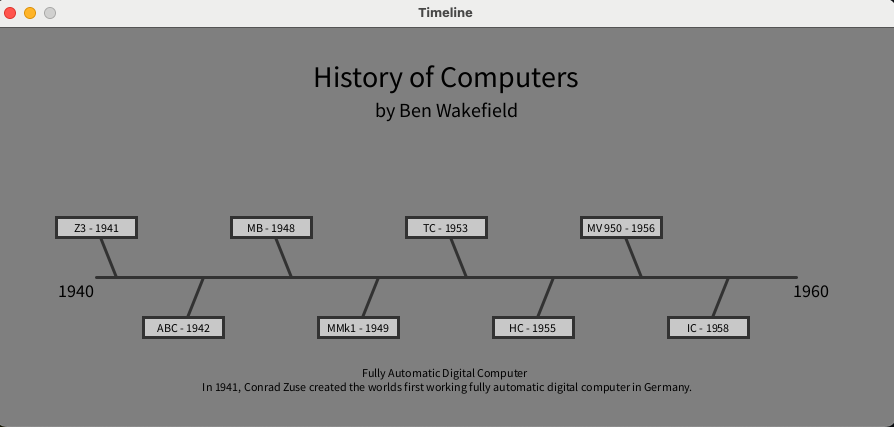 Timeline
History of Computers
by Ben Wakefield
Z3 - 1941
MB - 1948
TC - 1953
MV 950 - 1956
1940
1960
ABC - 1942
MMk1 - 1949
HC - 1955
IC - 1958
Fully Automatic Digital Computer
In 1941, Conrad Zuse created the worlds first working fully automatic digital computer in Germany.